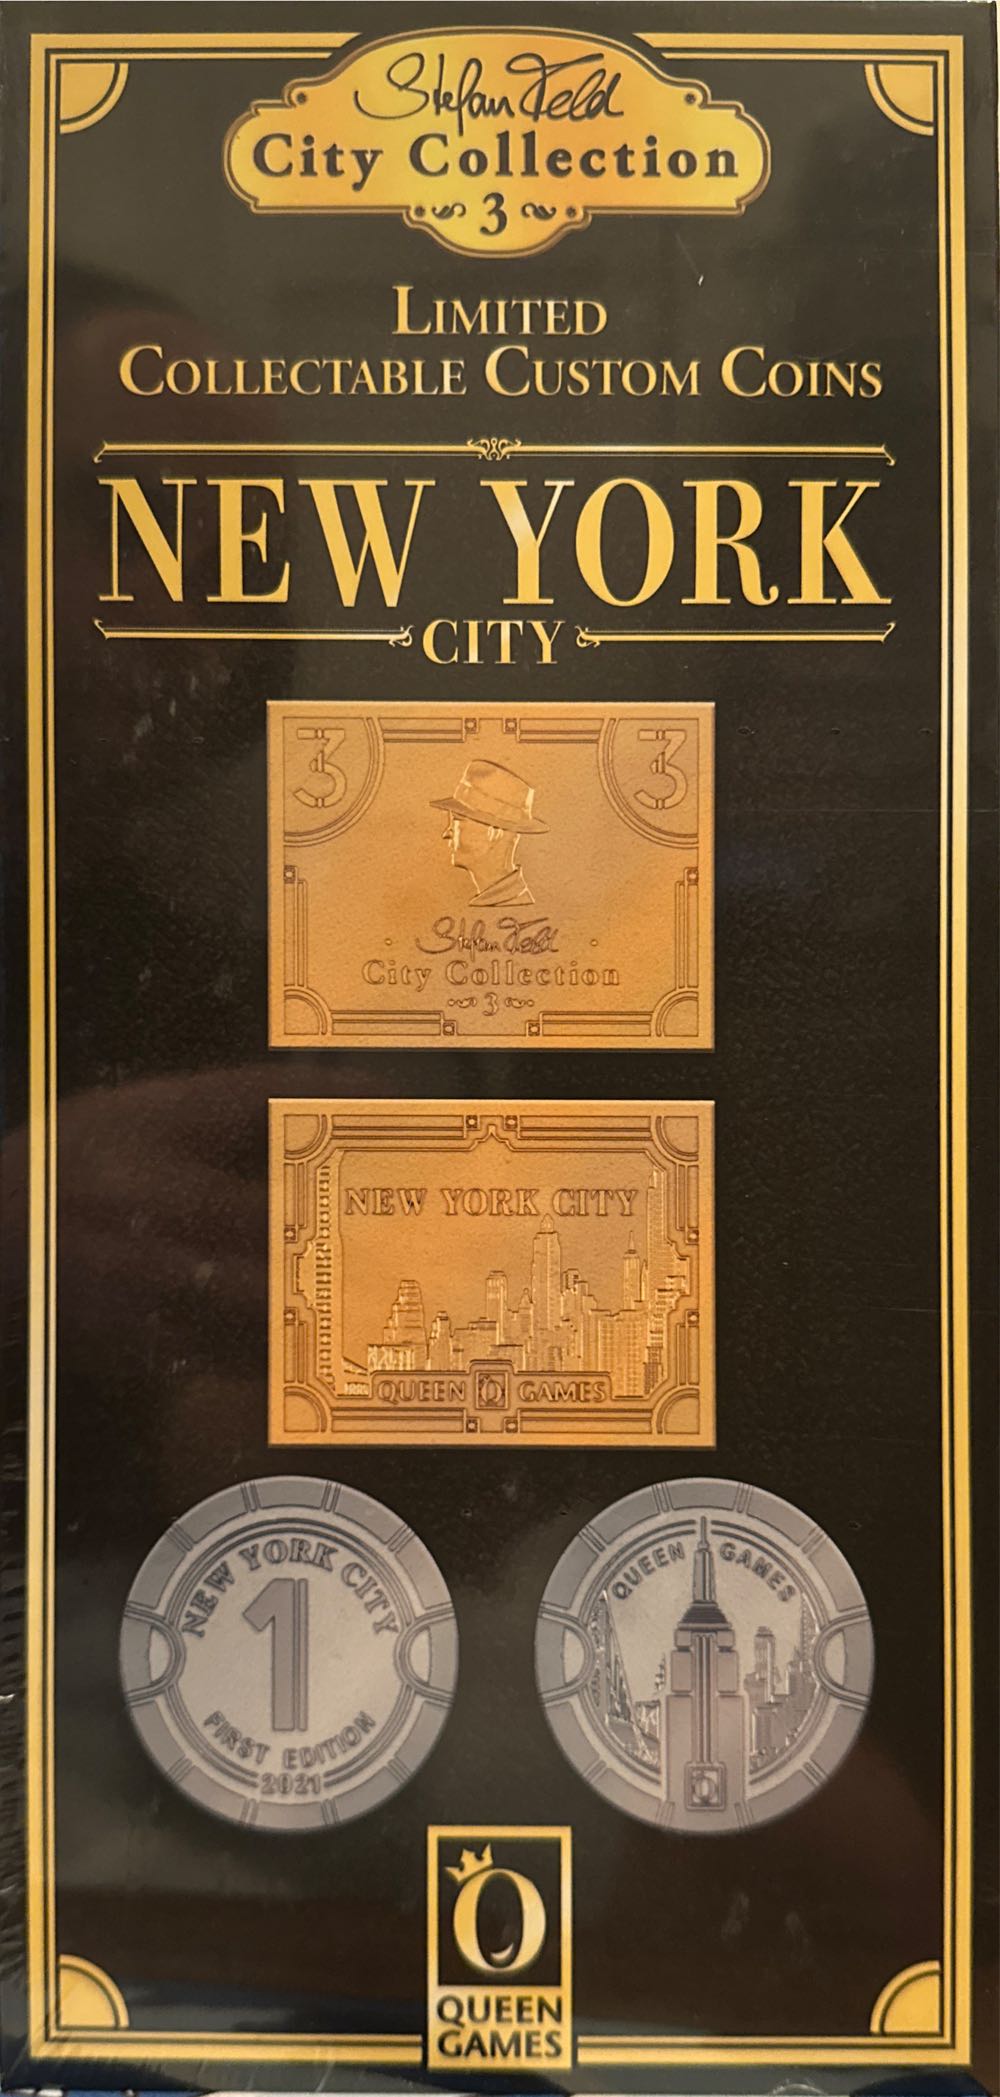 Stefan Feld
City Collection
3
LIMITED
COLLECTABLE CUSTOM COINS
NEW YORK
CITY
3 3
Stefan Feld
City Collection
3
NEW YORK CITY
QUEEN Q GAMES
NEW YORK CITY
1
FIRST EDITION
2021
QUEEN GAMES
Q
Q
QUEEN
GAMES